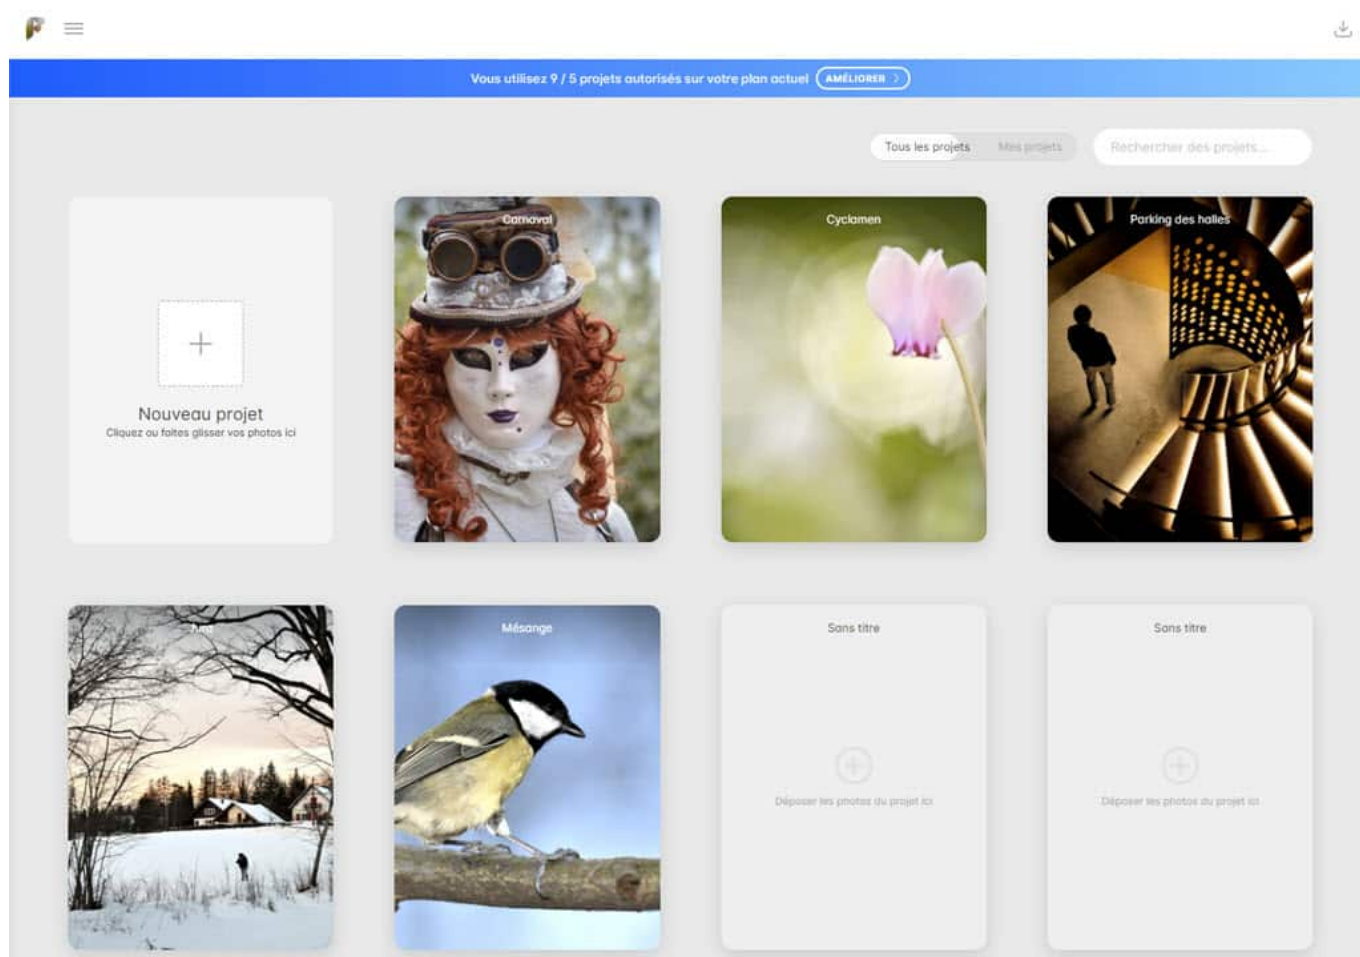 Vous utilisez 9 / 5 projets autorisés sur votre plan actuel AMÉLIORER
Tous les projets Mes projets Rechercher des projets...
Carnaval
Cyclamen
Parking des halles
Nouveau projet
Cliquez ou faites glisser vos photos ici
Mésange
Sans titre
Sans titre
Déposer les photos du projet ici
Déposer les photos du projet ici